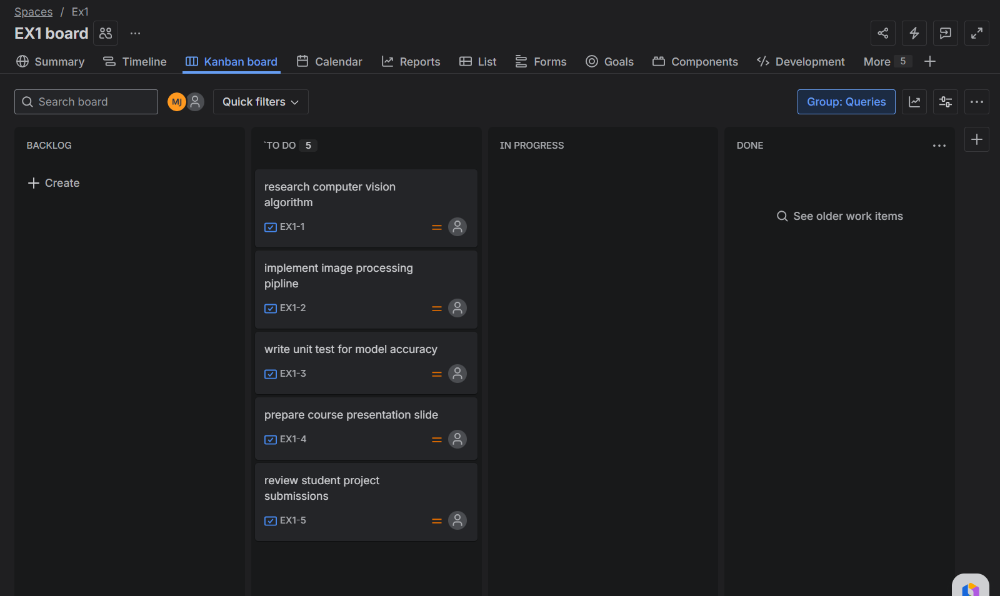 Spaces / Ex1
EX1 board
Summary Timeline Kanban board Calendar Reports List Forms Goals Components Development More 5
Search board MJ Quick filters Group: Queries
BACKLOG
Create
`TO DO 5
research computer vision
algorithm
EX1-1
implement image processing
pipline
EX1-2
write unit test for model accuracy
EX1-3
prepare course presentation slide
EX1-4
review student project
submissions
EX1-5
IN PROGRESS
DONE
See older work items